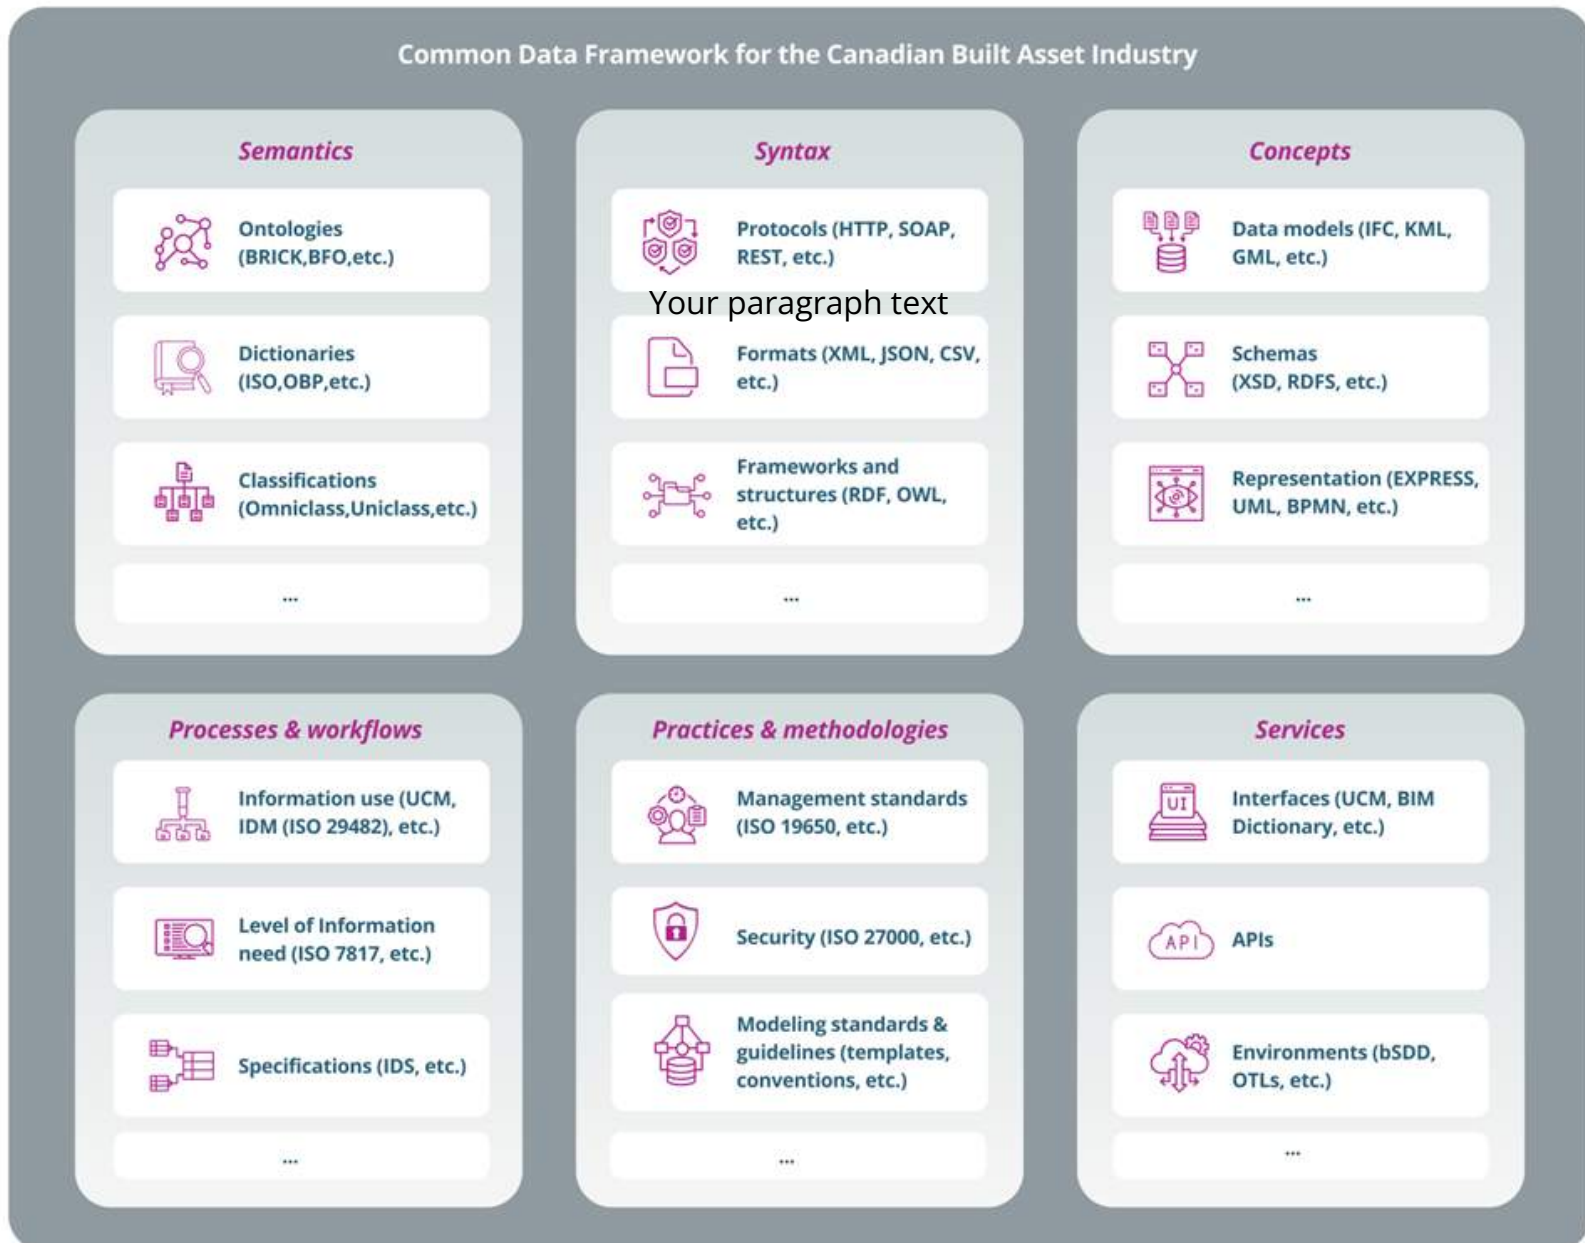 Common Data Framework for the Canadian Built Asset Industry
Semantics
Ontologies
(BRICK,BFO,etc.)
Dictionaries
(ISO,OBP,etc.)
Classifications
(Omniclass,Uniclass,etc.)
...
Syntax
Protocols (HTTP, SOAP,
REST, etc.)
Your paragraph text
Formats (XML, JSON, CSV,
etc.)
Frameworks and
structures (RDF, OWL,
etc.)
...
Concepts
Data models (IFC, KML,
GML, etc.)
Schemas
(XSD, RDFS, etc.)
Representation (EXPRESS,
UML, BPMN, etc.)
...
Processes & workflows
Information use (UCM,
IDM (ISO 29482), etc.)
Level of Information
need (ISO 7817, etc.)
Specifications (IDS, etc.)
...
Practices & methodologies
Management standards
(ISO 19650, etc.)
Security (ISO 27000, etc.)
Modeling standards &
guidelines (templates,
conventions, etc.)
...
Services
UI
Interfaces (UCM, BIM
Dictionary, etc.)
API
APIs
Environments (bSDD,
OTLs, etc.)
...